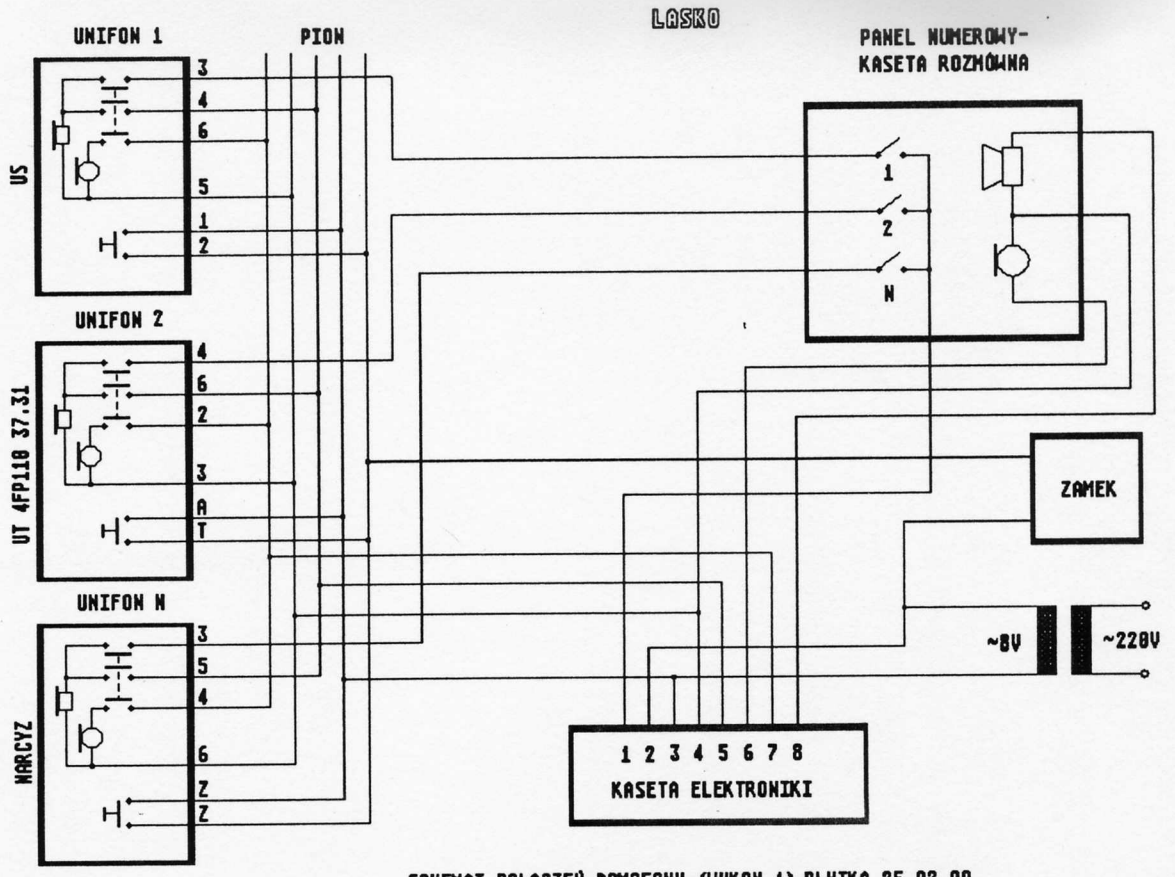 LASKO
UNIFON 1
PION
PANEL NUMEROWY-
KASETA ROZMÓWNA
US
3
4
6
5
1
2
1
2
N
UNIFON 2
UT 4FP110 37.31
4
6
2
3
A
T
ZAMEK
UNIFON N
NARCYZ
3
5
4
6
Z
Z
~8V
~220V
1 2 3 4 5 6 7 8
KASETA ELEKTRONIKI